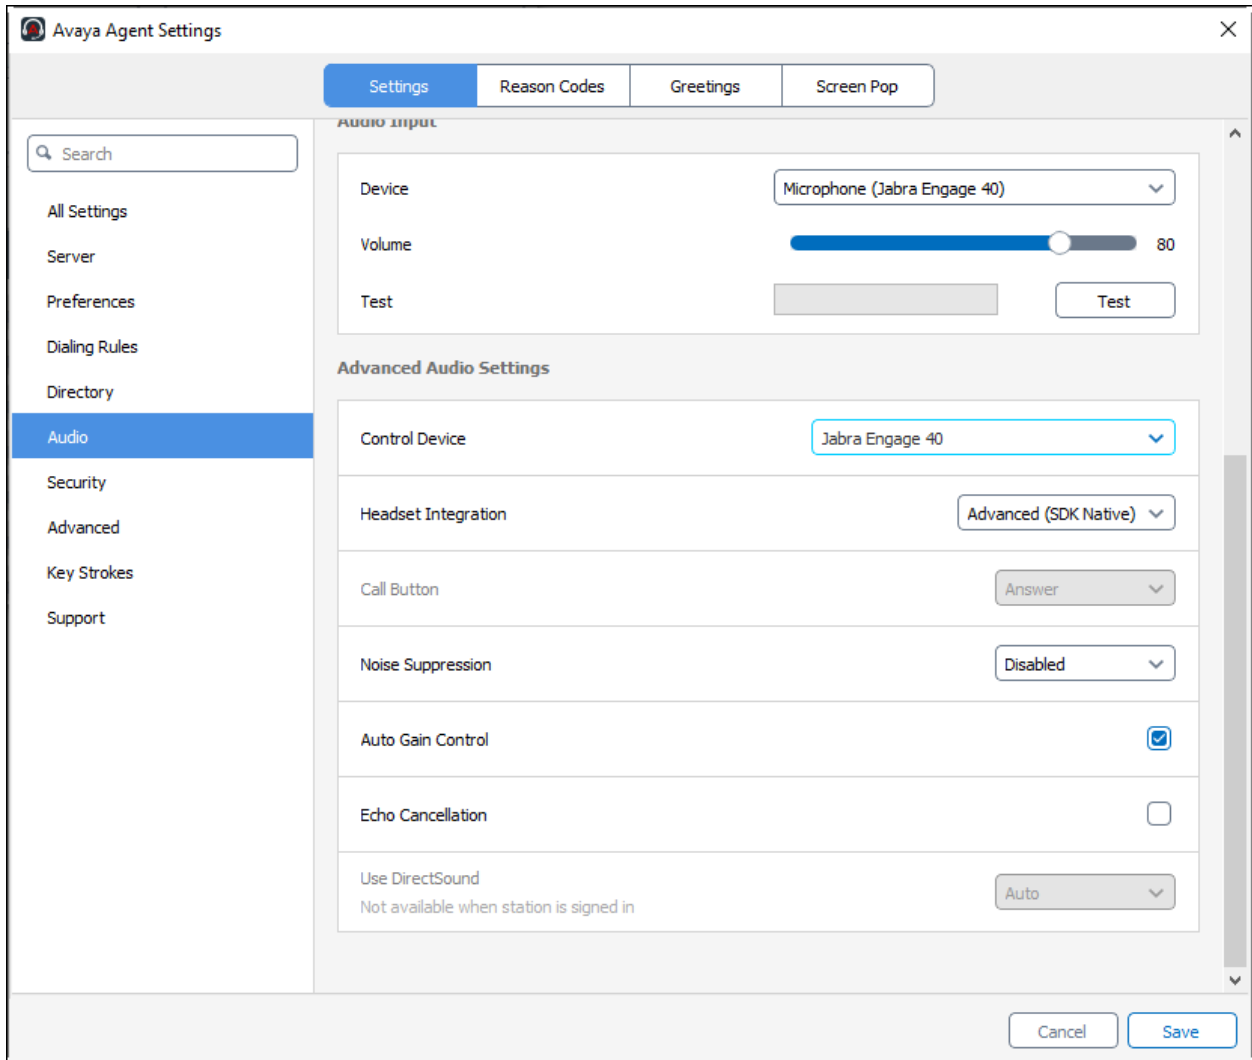 Avaya Agent Settings
Settings
Reason Codes
Greetings
Screen Pop
Search
All Settings
Server
Preferences
Dialing Rules
Directory
Audio
Security
Advanced
Key Strokes
Support
Audio Input
Device
Microphone (Jabra Engage 40)
Volume
80
Test
Test
Advanced Audio Settings
Control Device
Jabra Engage 40
Headset Integration
Advanced (SDK Native)
Call Button
Answer
Noise Suppression
Disabled
Auto Gain Control
Echo Cancellation
Use DirectSound
Not available when station is signed in
Auto
Cancel
Save